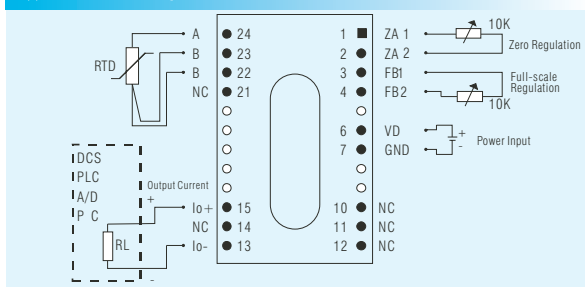 A 24 1 ZA 1 10K
B 23 2 ZA 2 Zero Regulation
RTD B 22 3 FB1 Full-scale
NC 21 4 FB2 Regulation
10K
6 VD +
7 GND - Power Input
DCS
PLC
A/D Output Current
P C +
Io+ 15 10 NC
NC 14 11 NC
RL Io- 13 12 NC
-